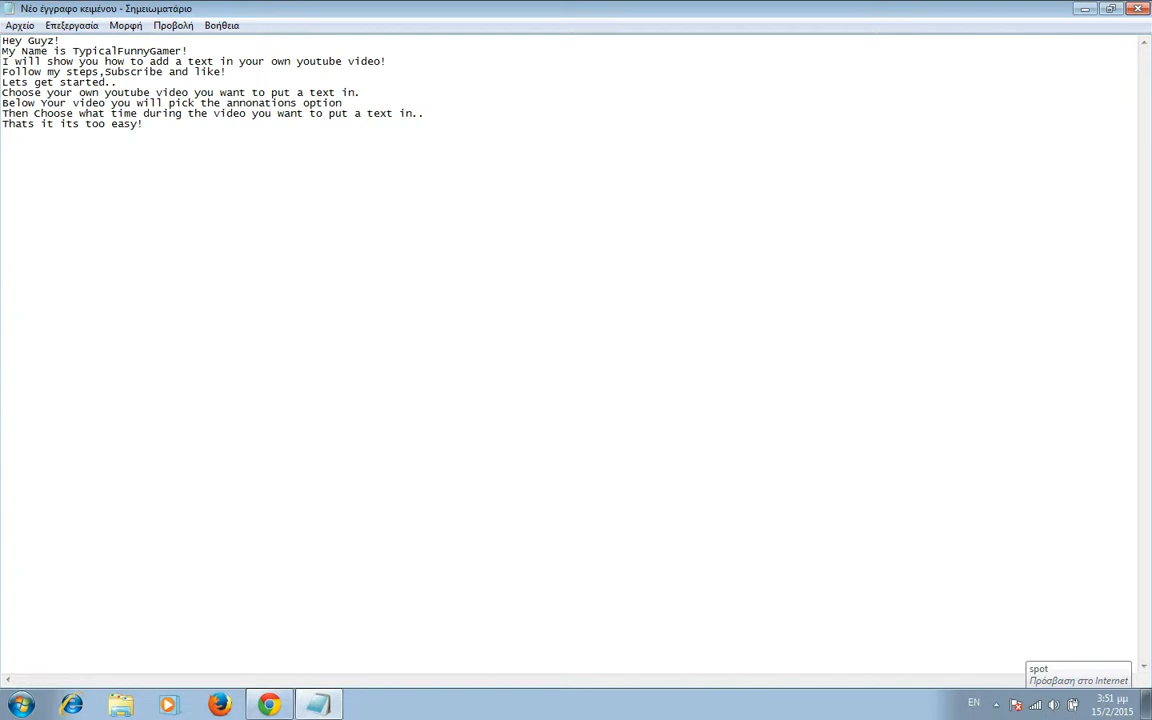 Νέο έγγραφο κειμένου - Σημειωματάριο
Αρχείο Επεξεργασία Μορφή Προβολή Βοήθεια
Hey Guyz!
My Name is TypicalFunnyGamer!
I will show you how to add a text in your own youtube video!
Follow my steps,Subscribe and like!
Lets get started..
Choose your own youtube video you want to put a text in.
Below Your video you will pick the annonations option
Then Choose what time during the video you want to put a text in..
Thats it its too easy!
spot
Πρόσβαση στο Internet
EN
3:51 μμ
15/2/2015